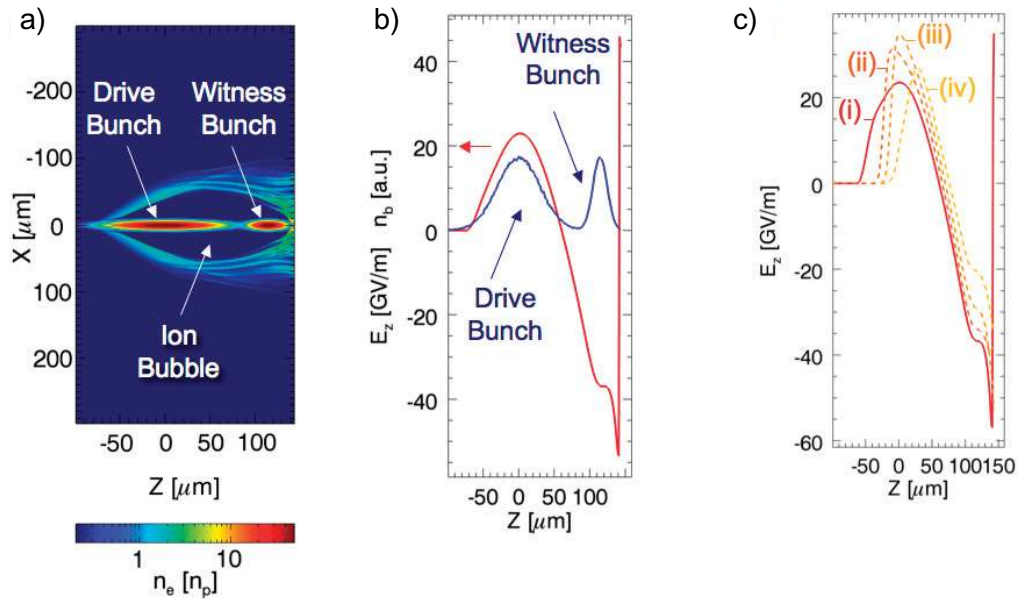 a)
Drive
Bunch
Witness
Bunch
Ion
Bubble
X [μm]
-200
-100
0
100
200
-50 0 50 100
Z [μm]
1 10
n_e [n_p]
b)
Witness
Bunch
Drive
Bunch
E_z [GV/m] n_b [a.u.]
40
20
0
-20
-40
-50 0 50 100
Z [μm]
c)
(i)
(ii)
(iii)
(iv)
E_z [GV/m]
20
0
-20
-40
-60
-50 0 50 100 150
Z [μm]